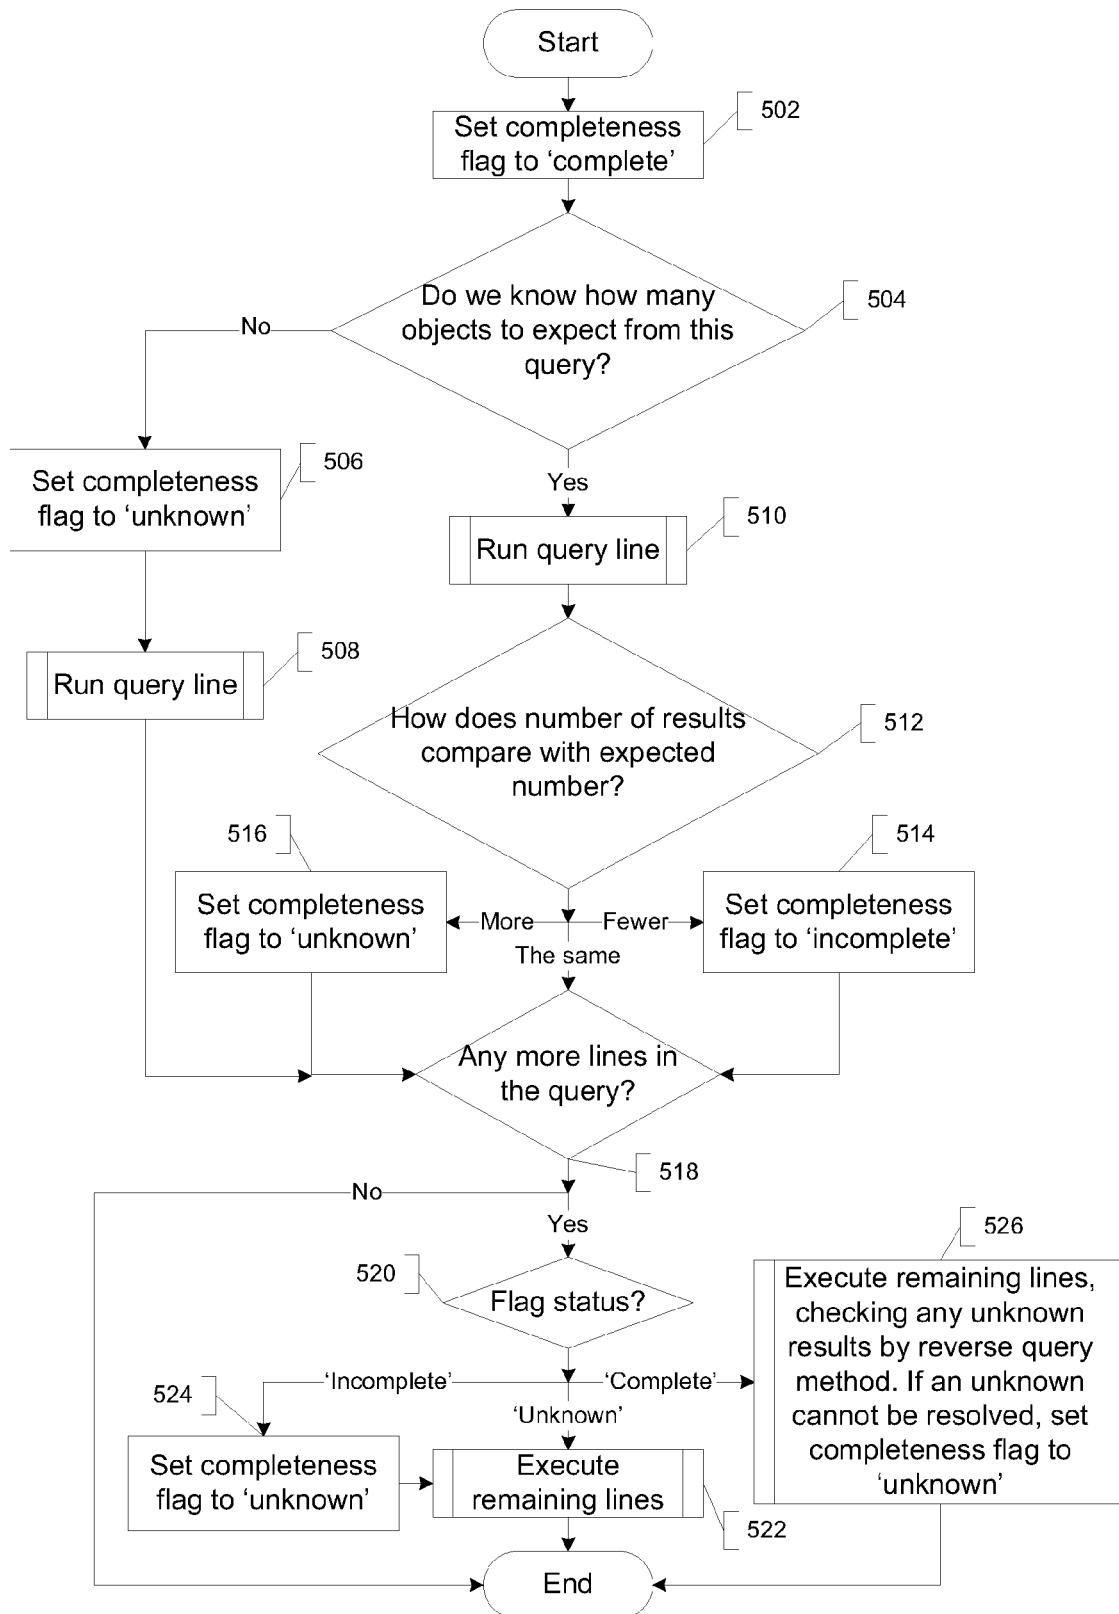 Start
502
Set completeness
flag to ‘complete’
504
Do we know how many
objects to expect from this
query?
No
Yes
506
Set completeness
flag to ‘unknown’
510
Run query line
508
Run query line
512
How does number of results
compare with expected
number?
516
514
Set completeness
flag to ‘unknown’
More
Fewer
The same
Set completeness
flag to ‘incomplete’
Any more lines in
the query?
518
No
Yes
520
Flag status?
526
Execute remaining lines,
checking any unknown
results by reverse query
method. If an unknown
cannot be resolved, set
completeness flag to
‘unknown’
524
‘Incomplete’
‘Complete’
‘Unknown’
Set completeness
flag to ‘unknown’
Execute
remaining lines
522
End